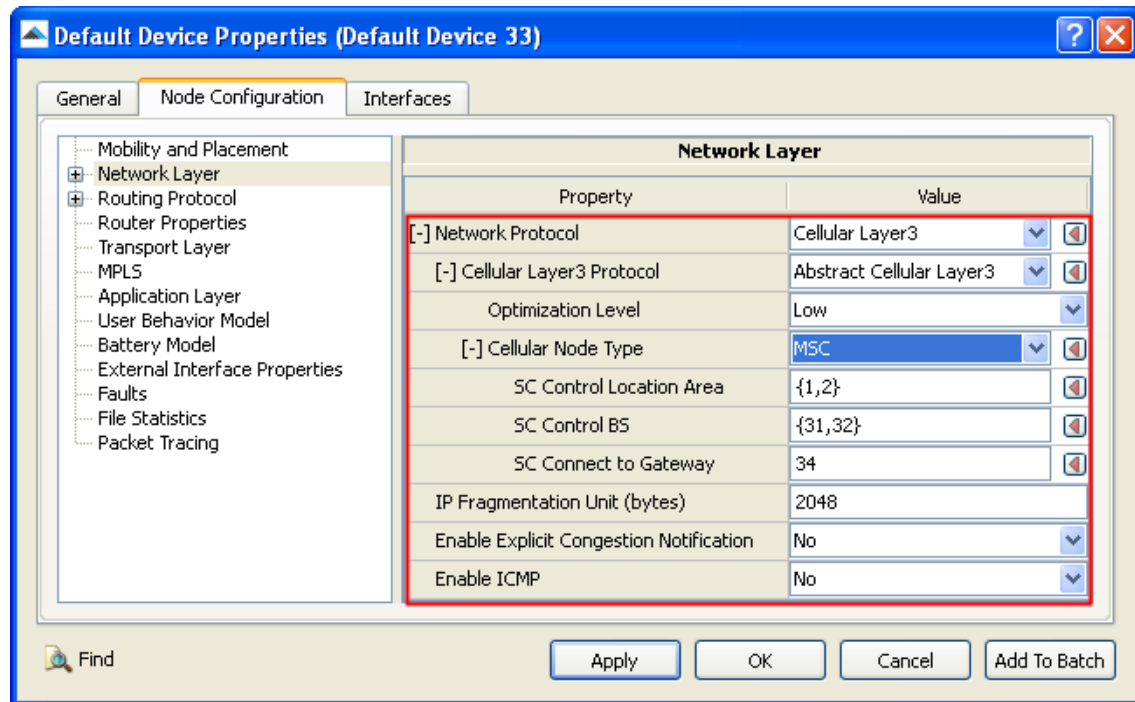 Default Device Properties (Default Device 33)
General Node Configuration Interfaces
Mobility and Placement
Network Layer
Routing Protocol
Router Properties
Transport Layer
MPLS
Application Layer
User Behavior Model
Battery Model
External Interface Properties
Faults
File Statistics
Packet Tracing
Network Layer
Property Value
[-] Network Protocol Cellular Layer3
[-] Cellular Layer3 Protocol Abstract Cellular Layer3
Optimization Level Low
[-] Cellular Node Type MSC
SC Control Location Area {1,2}
SC Control BS {31,32}
SC Connect to Gateway 34
IP Fragmentation Unit (bytes) 2048
Enable Explicit Congestion Notification No
Enable ICMP No
Find Apply OK Cancel Add To Batch